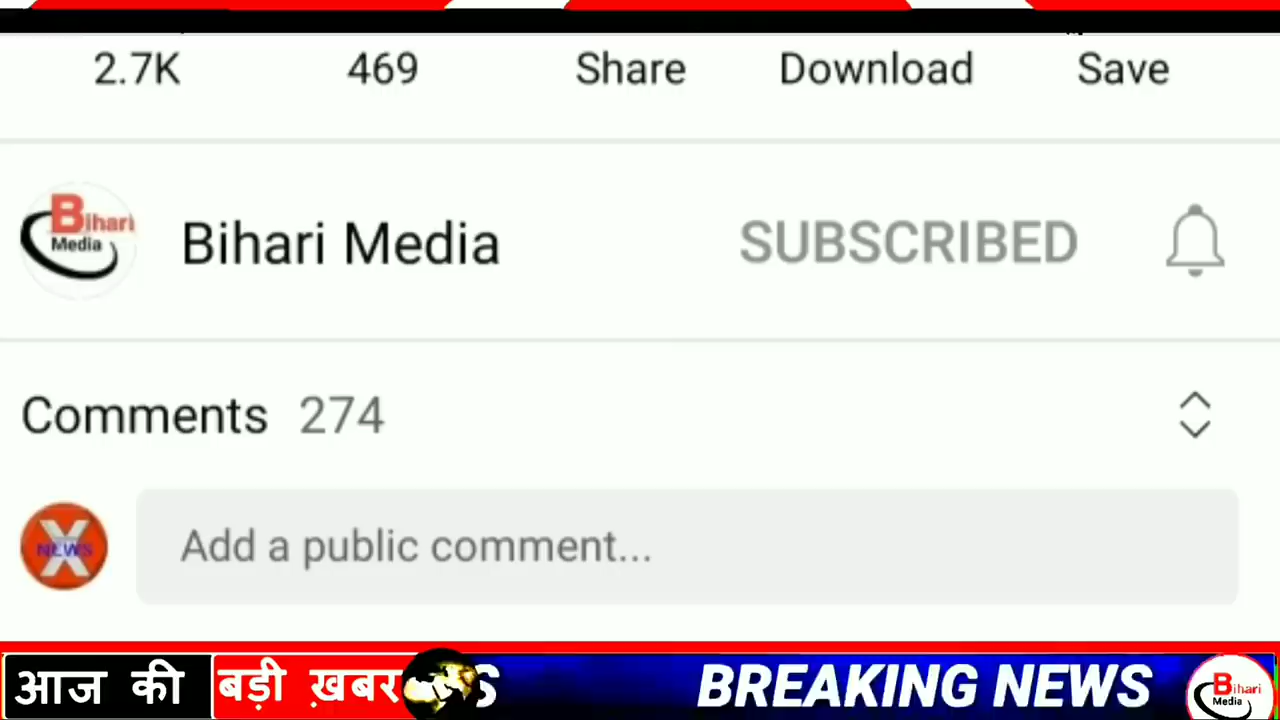 2.7K 469 Share Download Save
Bihari Media Bihari Media SUBSCRIBED
Comments 274
X NEWS Add a public comment...
आज की बड़ी ख़बर S BREAKING NEWS Bihari Media